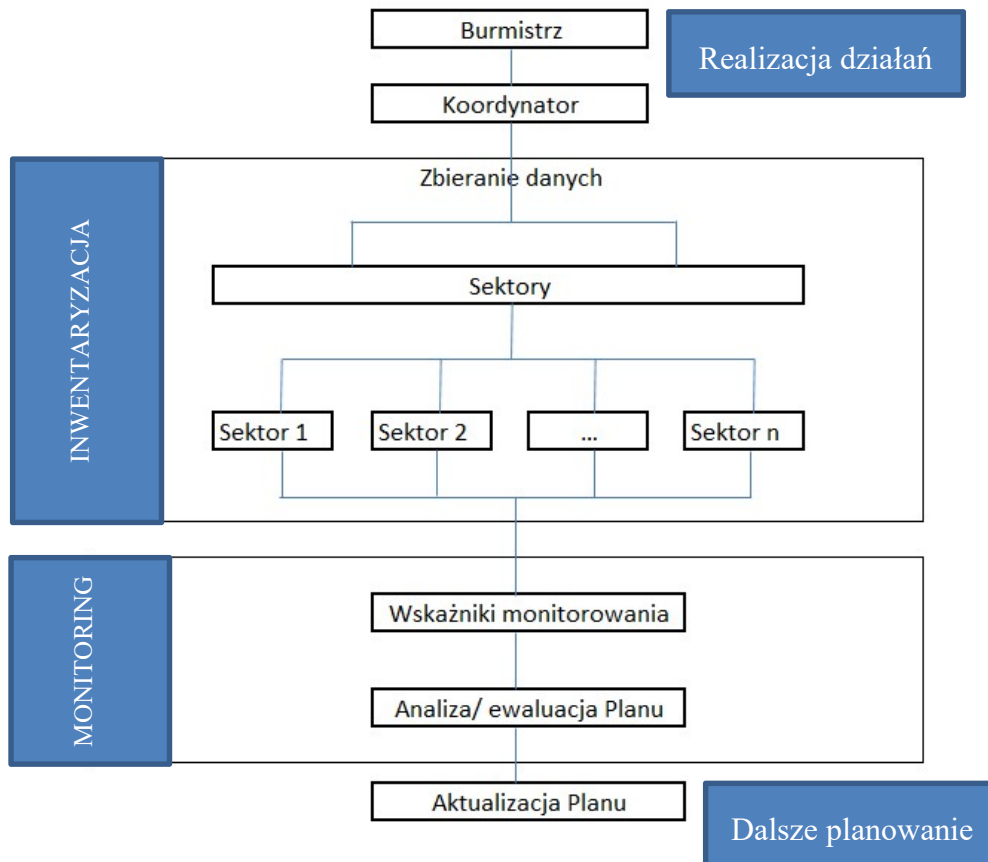 Burmistrz
Realizacja działań
Koordynator
INWENTARYZACJA
Zbieranie danych
Sektory
Sektor 1
Sektor 2
...
Sektor n
MONITORING
Wskaźniki monitorowania
Analiza/ ewaluacja Planu
Aktualizacja Planu
Dalsze planowanie